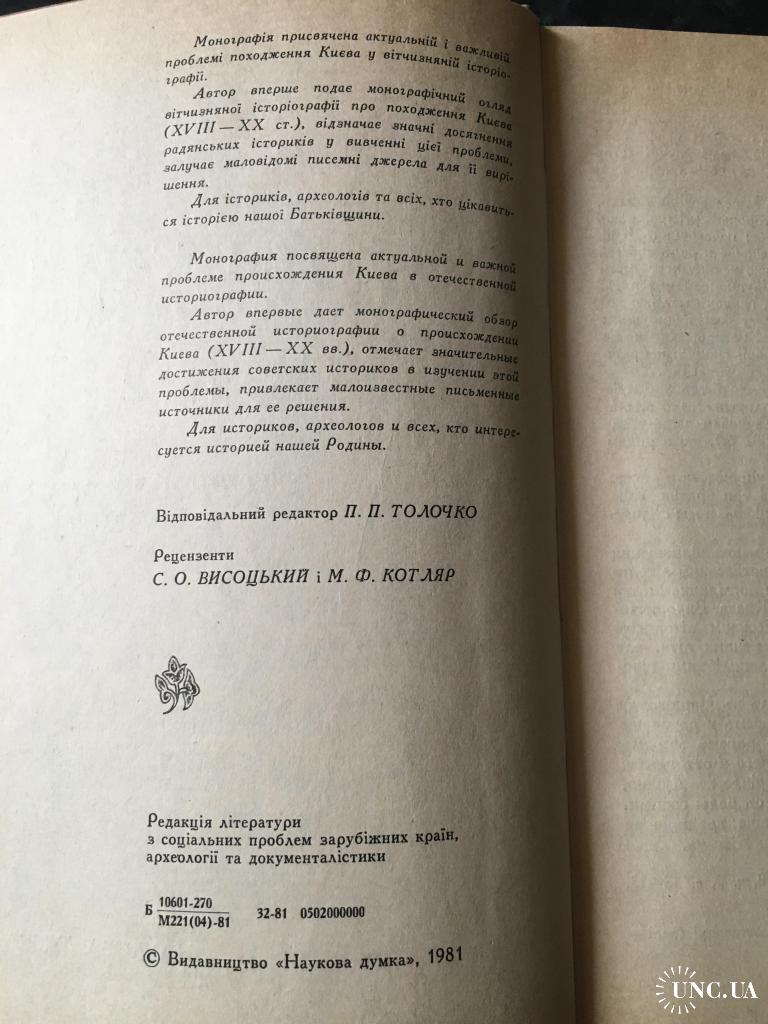 Монографія присвячена актуальній і важливій
проблемі походження Києва у вітчизняній історіо-
графії.
Автор вперше подає монографічний огляд
вітчизняної історіографії про походження Києва
(XVIII — XX ст.), відзначає значні досягнення
радянських істориків у вивченні цієї проблеми,
залучає маловідомі писемні джерела для її вирі-
шення.
Для істориків, археологів та всіх, хто цікавить-
ся історією нашої Батьківщини.
Монография посвящена актуальной и важной
проблеме происхождения Киева в отечественной
историографии.
Автор впервые дает монографический обзор
отечественной историографии о происхождении
Киева (XVIII — XX вв.), отмечает значительные
достижения советских историков в изучении этой
проблемы, привлекает малоизвестные письменные
источники для ее решения.
Для историков, археологов и всех, кто интере-
суется историей нашей Родины.
Відповідальний редактор П. П. ТОЛОЧКО
Рецензенти
С. О. ВИСОЦЬКИЙ і М. Ф. КОТЛЯР
Редакція літератури
з соціальних проблем зарубіжних країн,
археології та документалістики
Б 10601-270
М221(04)-81 32-81 0502000000
© Видавництво «Наукова думка», 1981
UNC.UA